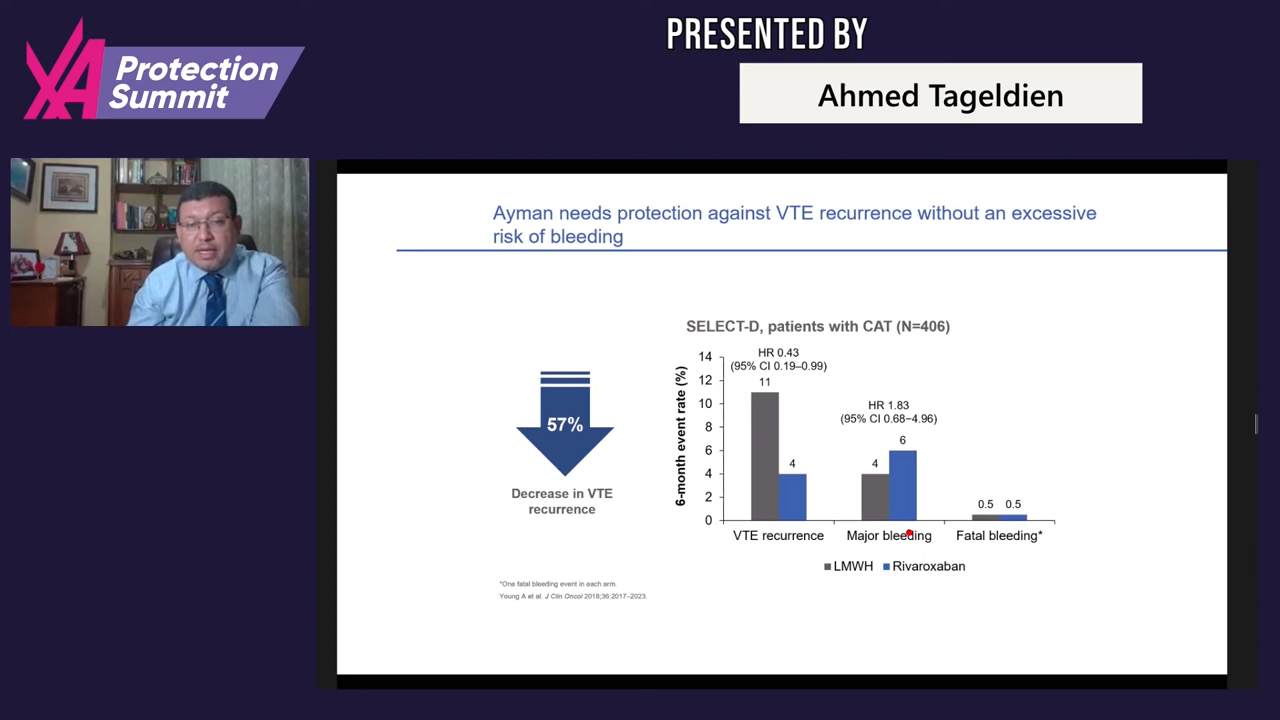 XA Protection
Summit
PRESENTED BY
Ahmed Tageldien
Ayman needs protection against VTE recurrence without an excessive
risk of bleeding
57%
Decrease in VTE
recurrence
SELECT-D, patients with CAT (N=406)
6-month event rate (%)
14
12
10
8
6
4
2
0
HR 0.43
(95% CI 0.19–0.99)
11
4
HR 1.83
(95% CI 0.68–4.96)
4
6
0.5 0.5
VTE recurrence
Major bleeding
Fatal bleeding*
LMWH Rivaroxaban
*One fatal bleeding event in each arm.
Young A et al. J Clin Oncol 2018;36:2017–2023.